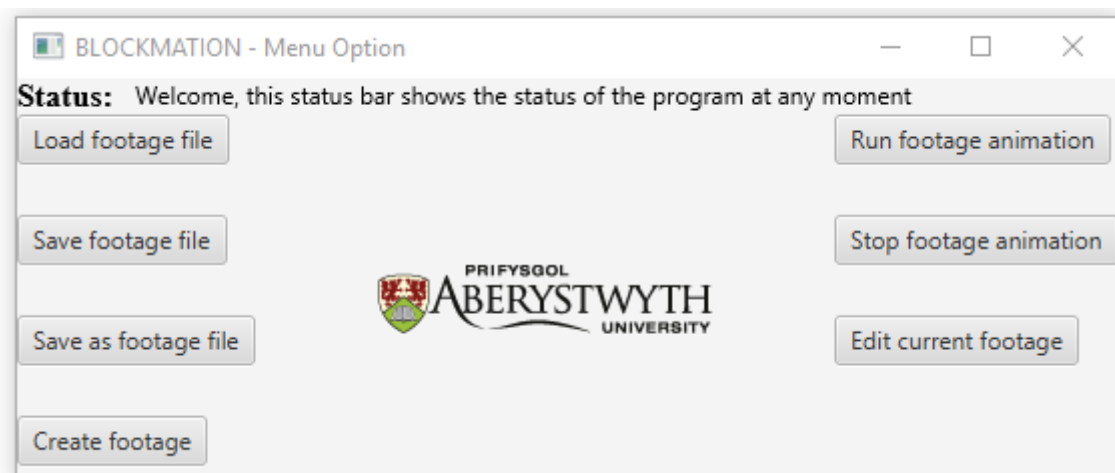 BLOCKMATION - Menu Option
Status: Welcome, this status bar shows the status of the program at any moment
Load footage file
Run footage animation
Save footage file
Stop footage animation
PRIFYSGOL
ABERYSTWYTH
UNIVERSITY
Save as footage file
Edit current footage
Create footage